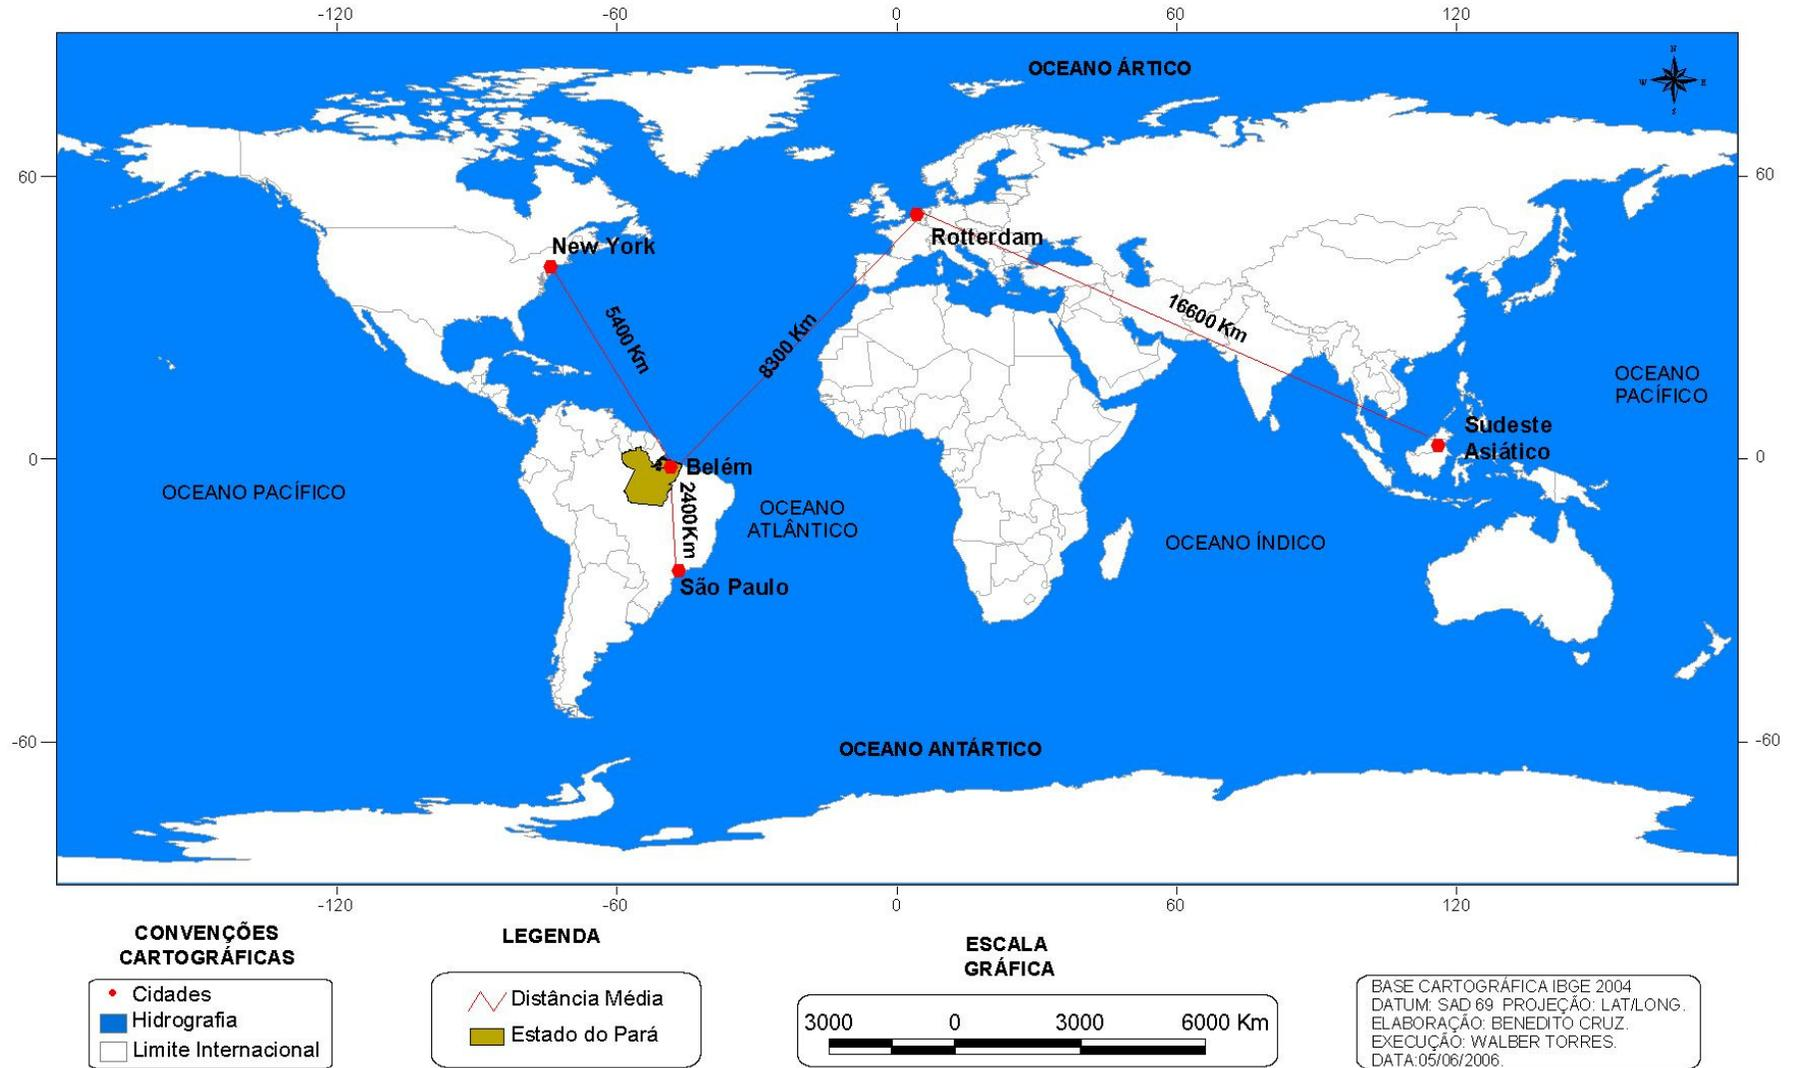 -120 -60 0 60 120
N
W E
S
OCEANO ÁRTICO
60 60
New York
Rotterdam
5400 Km
8300 Km
16600 Km
OCEANO
PACÍFICO
Sudeste
Asiático
0 0
Belém
OCEANO PACÍFICO
2400Km
OCEANO
ATLÂNTICO
OCEANO ÍNDICO
São Paulo
-60 -60
OCEANO ANTÁRTICO
-120 -60 0 60 120
CONVENÇÕES
CARTOGRÁFICAS
Cidades
Hidrografia
Limite Internacional
LEGENDA
Distância Média
Estado do Pará
ESCALA
GRÁFICA
3000 0 3000 6000 Km
BASE CARTOGRÁFICA IBGE 2004
DATUM: SAD 69 PROJEÇÃO: LAT/LONG.
ELABORAÇÃO: BENEDITO CRUZ.
EXECUÇÃO: WALBER TORRES.
DATA:05/06/2006.